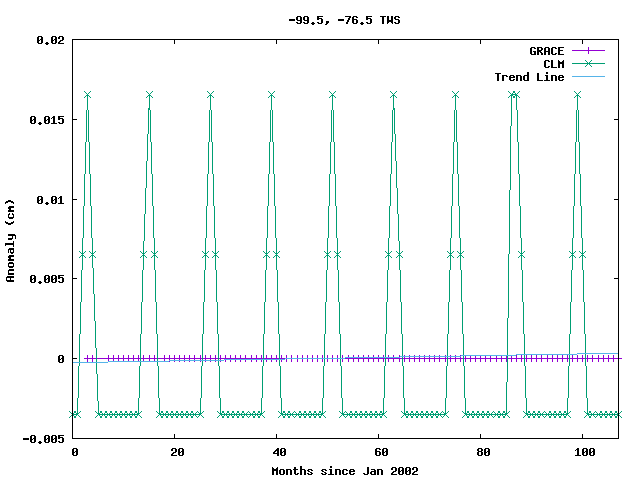 -99.5, -76.5 TWS
GRACE
CLM
Trend Line
0.02
0.015
0.01
0.005
0
-0.005
Anomaly (cm)
0 20 40 60 80 100
Months since Jan 2002